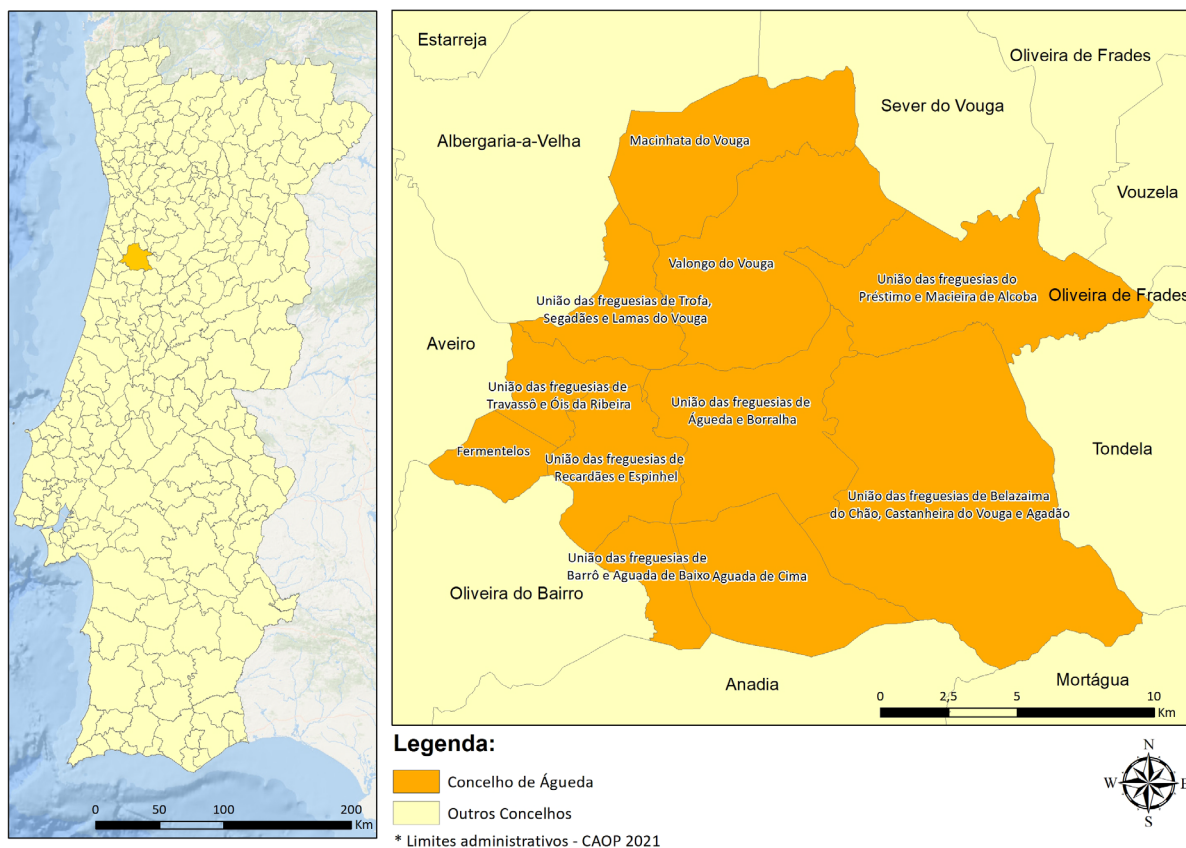 Estarreja
Oliveira de Frades
Sever do Vouga
Albergaria-a-Velha
Macinhata do Vouga
Vouzela
Valongo do Vouga
União das freguesias do
Préstimo e Macieira de Alcoba
Oliveira de Frades
União das freguesias de Trofa,
Segadães e Lamas do Vouga
Aveiro
União das freguesias de
Travassô e Óis da Ribeira
União das freguesias de
Águeda e Borralha
Fermentelos
União das freguesias de
Recardães e Espinhel
Tondela
União das freguesias de Belazaima
do Chão, Castanheira do Vouga e Agadão
União das freguesias de
Barrô e Aguada de Baixo
Aguada de Cima
Oliveira do Bairro
Anadia
Mortágua
0 2,5 5 10
Km
Legenda:
Concelho de Águeda
Outros Concelhos
* Limites administrativos - CAOP 2021
N
W E
S
0 50 100 200
Km